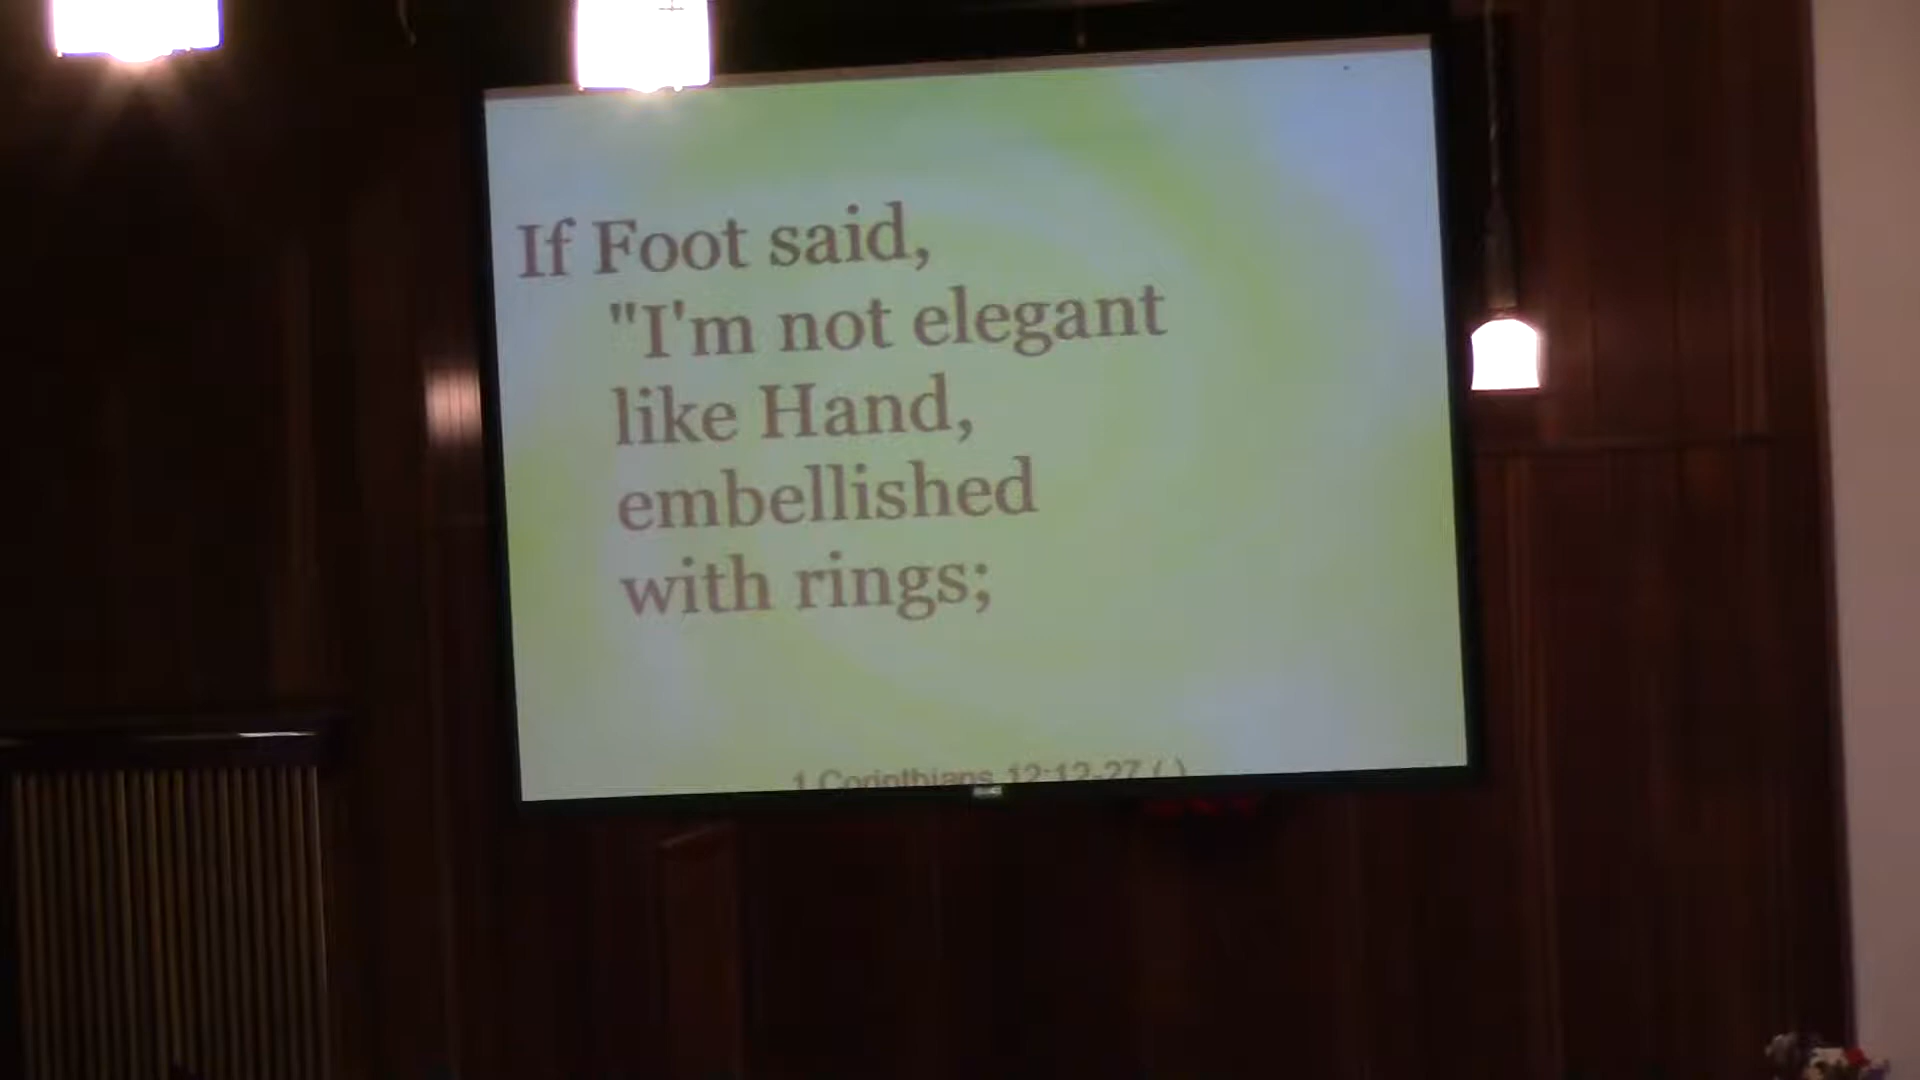 If Foot said,
"I'm not elegant
like Hand,
embellished
with rings;
1 Corinthians 12:12-27 ( )